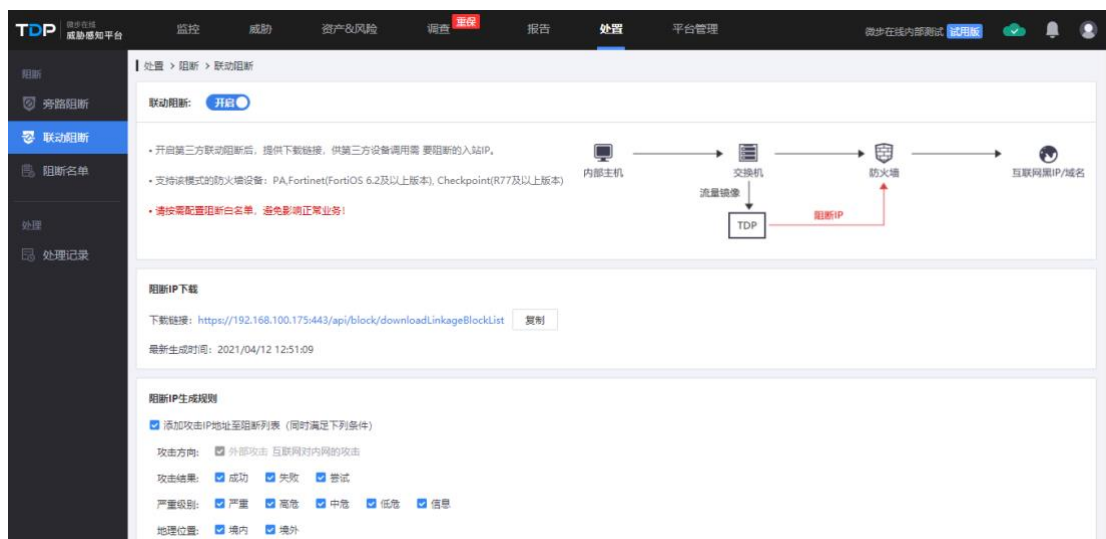 TDP 微步在线 威胁感知平台
监控 威胁 资产&风险 调查 重保 报告 处置 平台管理 微步在线内部测试 试用版
阻断
旁路阻断
联动阻断
阻断名单
处理
处理记录
处置 > 阻断 > 联动阻断
联动阻断: 开启
• 开启第三方联动阻断后，提供下载链接，供第三方设备调用需 要阻断的入站IP。
• 支持该模式的防火墙设备：PA,Fortinet(FortiOS 6.2及以上版本), Checkpoint(R77及以上版本)
• 请按需配置阻断白名单，避免影响正常业务!
内部主机 交换机 防火墙 互联网黑IP/域名
流量镜像
阻断IP
TDP
阻断IP下载
下载链接: https://192.168.100.175:443/api/block/downloadLinkageBlockList 复制
最新生成时间: 2021/04/12 12:51:09
阻断IP生成规则
添加攻击IP地址至阻断列表（同时满足下列条件）
攻击方向: 外部攻击 互联网对内网的攻击
攻击结果: 成功 失败 尝试
严重级别: 严重 高危 中危 低危 信息
地理位置: 境内 境外